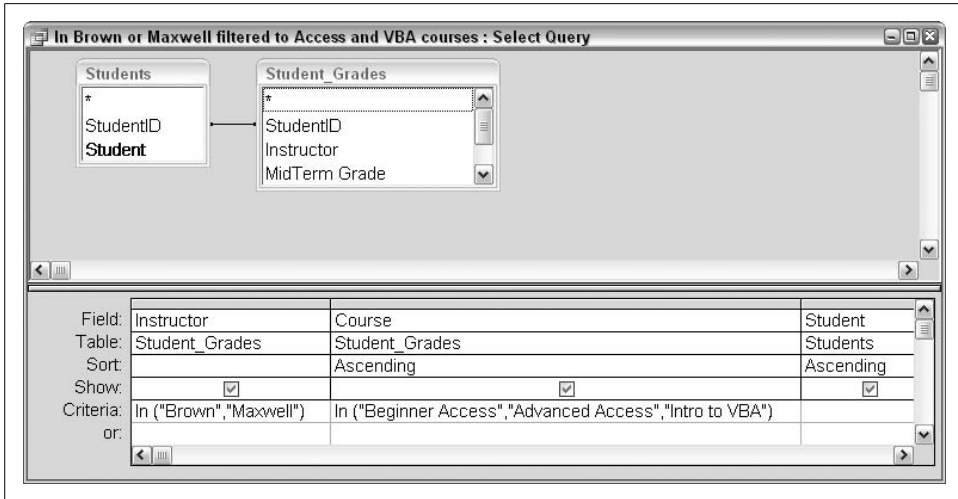 In Brown or Maxwell filtered to Access and VBA courses : Select Query
Students
*
StudentID
Student
Student_Grades
*
StudentID
Instructor
MidTerm Grade
Field: Instructor Course Student
Table: Student_Grades Student_Grades Students
Sort: Ascending Ascending
Show:
Criteria: In ("Brown","Maxwell") In ("Beginner Access","Advanced Access","Intro to VBA")
or: